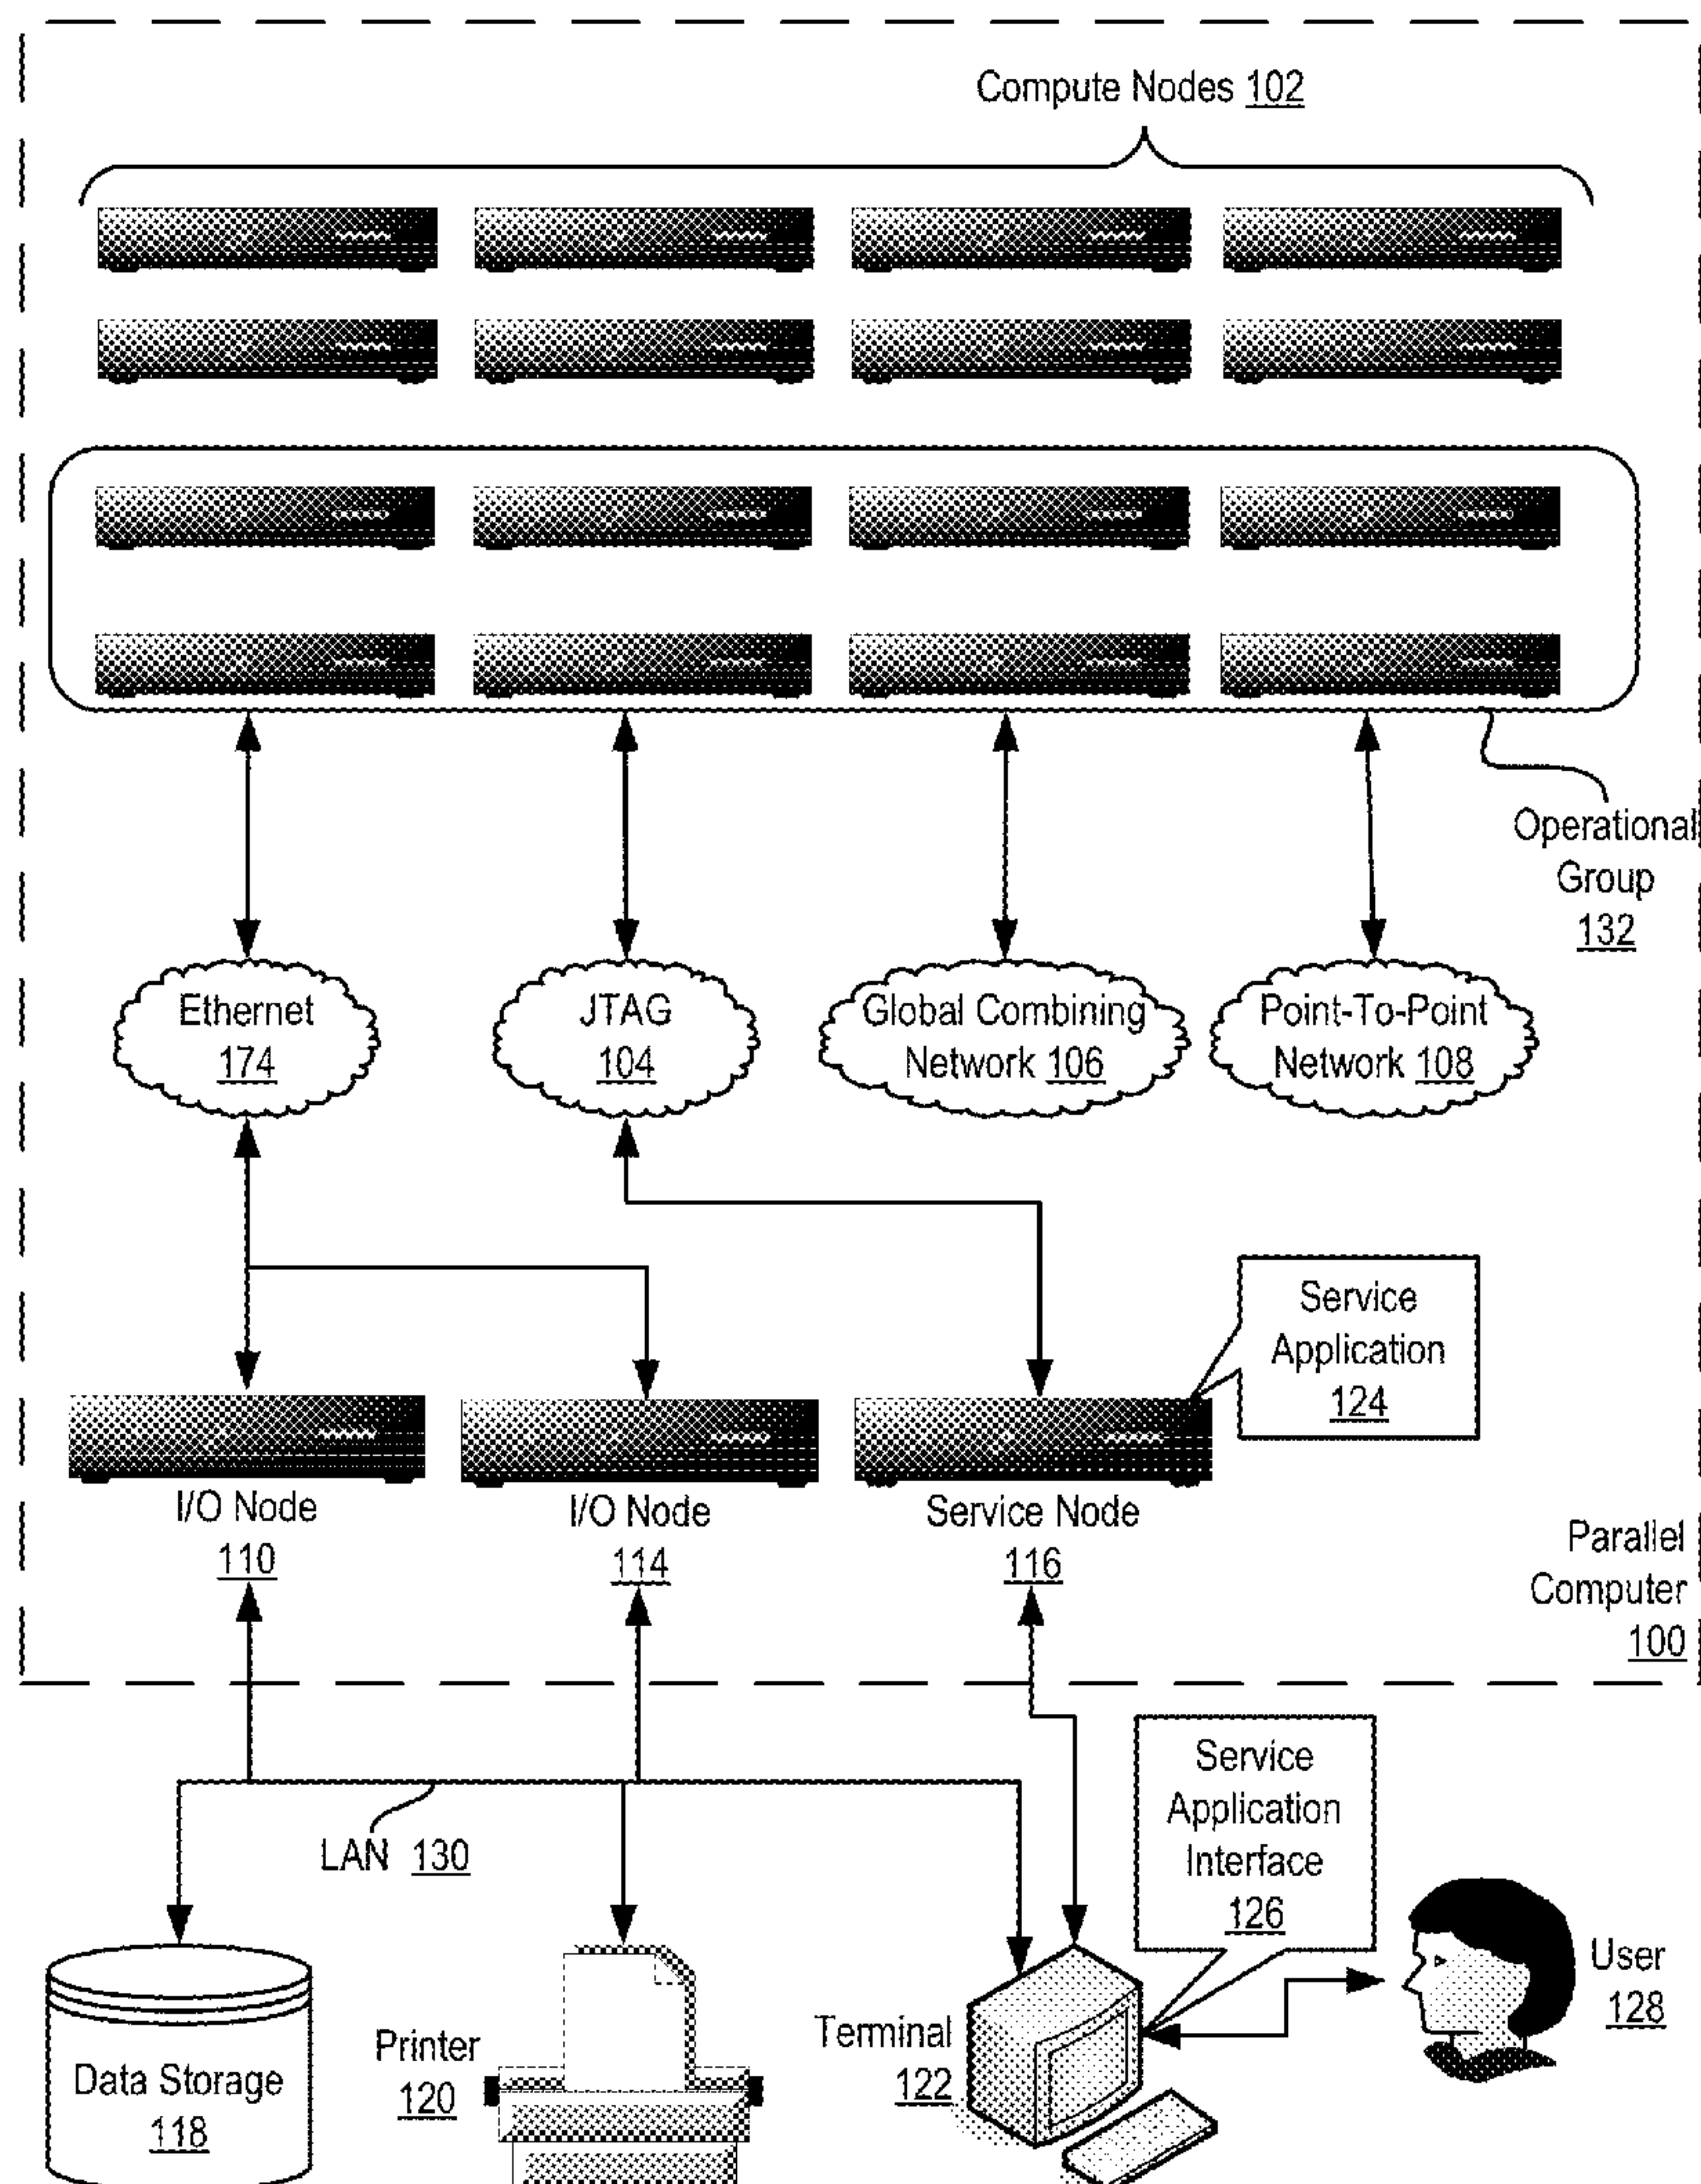 Compute Nodes 102
Operational
Group
132
Ethernet
174
JTAG
104
Global Combining
Network 106
Point-To-Point
Network 108
Service
Application
124
I/O Node
110
I/O Node
114
Service Node
116
Parallel
Computer
100
Service
Application
Interface
126
LAN 130
User
128
Terminal
122
Printer
120
Data Storage
118